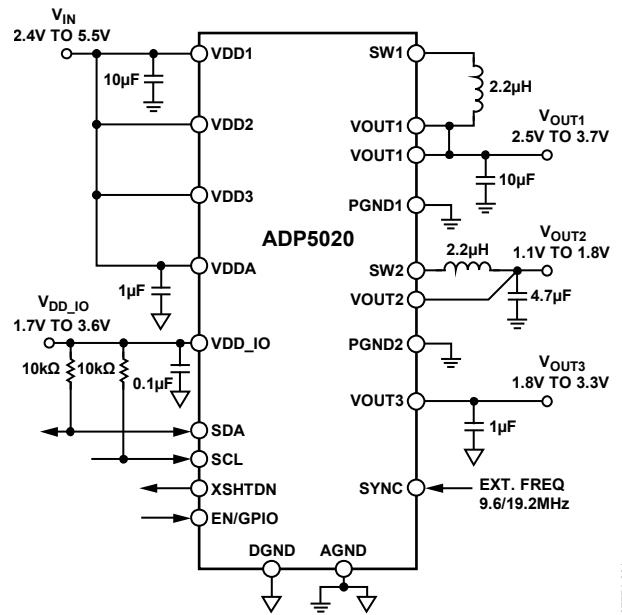 VIN
2.4V TO 5.5V
10µF
VDD1
VDD2
VDD3
VDDA
1µF
VDD_IO
1.7V TO 3.6V
VDD_IO
10kΩ 10kΩ
0.1µF
SDA
SCL
XSHTDN
EN/GPIO
ADP5020
DGND AGND
SW1
2.2µH
VOUT1
VOUT1
VOUT1
2.5V TO 3.7V
10µF
PGND1
2.2µH
SW2
VOUT2
1.1V TO 1.8V
VOUT2
4.7µF
PGND2
VOUT3
1.8V TO 3.3V
VOUT3
1µF
SYNC
EXT. FREQ
9.6/19.2MHz